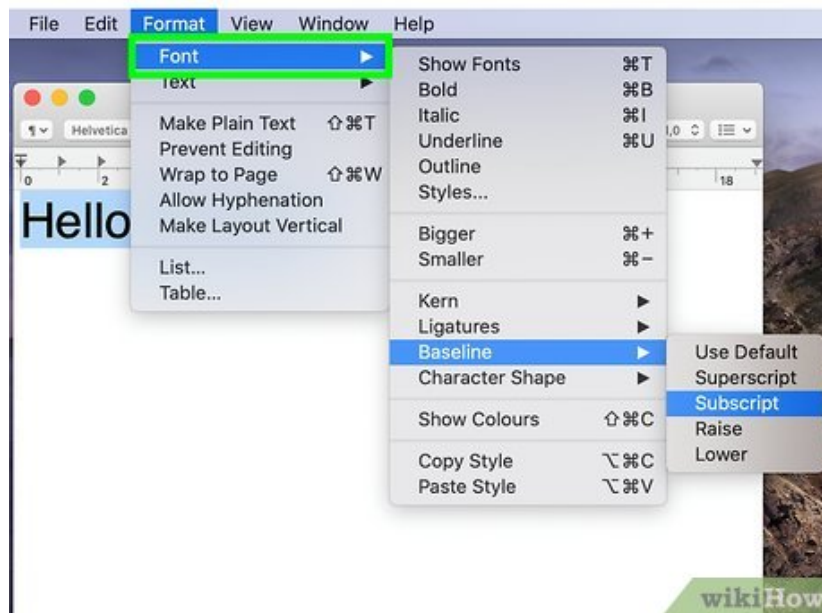 File Edit Format View Window Help
Font ▶
Text ▶
Make Plain Text ⇧⌘T
Prevent Editing
Wrap to Page ⇧⌘W
Allow Hyphenation
Make Layout Vertical
List...
Table...
Show Fonts ⌘T
Bold ⌘B
Italic ⌘I
Underline ⌘U
Outline
Styles...
Bigger ⌘+
Smaller ⌘−
Kern ▶
Ligatures ▶
Baseline ▶
Character Shape ▶
Show Colours ⇧⌘C
Copy Style ⌥⌘C
Paste Style ⌥⌘V
Use Default
Superscript
Subscript
Raise
Lower
¶ Helvetica
1,0
0 2 18
Hello
wikiHow